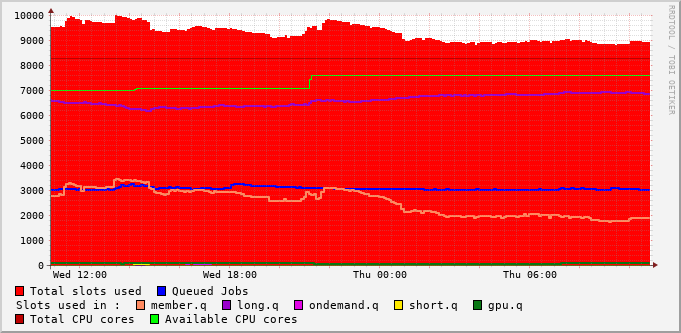 10000
9000
8000
7000
6000
5000
4000
3000
2000
1000
0
Wed 12:00 Wed 18:00 Thu 00:00 Thu 06:00
RRDTOOL / TOBI OETIKER
Total slots used Queued Jobs
Slots used in : member.q long.q ondemand.q short.q gpu.q
Total CPU cores Available CPU cores